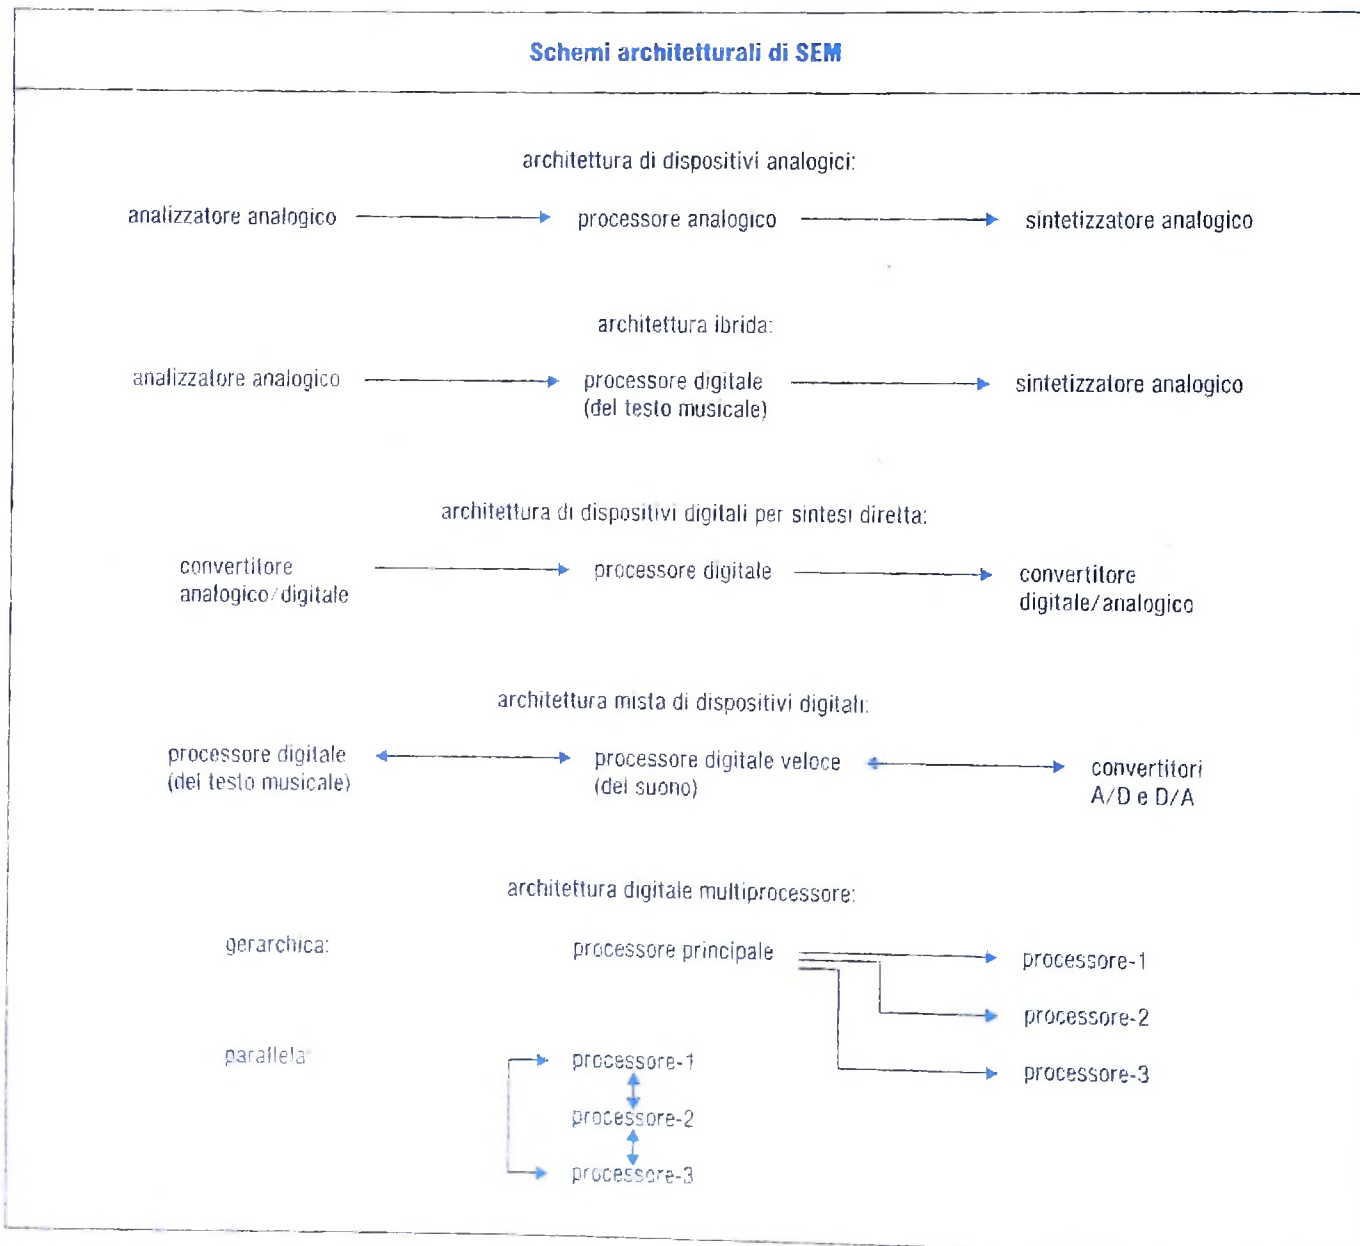 Schemi architetturali di SEM
architettura di dispositivi analogici:
analizzatore analogico processore analogico sintetizzatore analogico
architettura ibrida:
analizzatore analogico processore digitale sintetizzatore analogico
(del testo musicale)
architettura di dispositivi digitali per sintesi diretta:
convertitore processore digitale convertitore
analogico/digitale digitale/analogico
architettura mista di dispositivi digitali:
processore digitale processore digitale veloce convertitori
(del testo musicale) (del suono) A/D e D/A
architettura digitale multiprocessore:
gerarchica: processore principale processore-1
processore-2
parallela: processore-1 processore-3
processore-2
processore-3